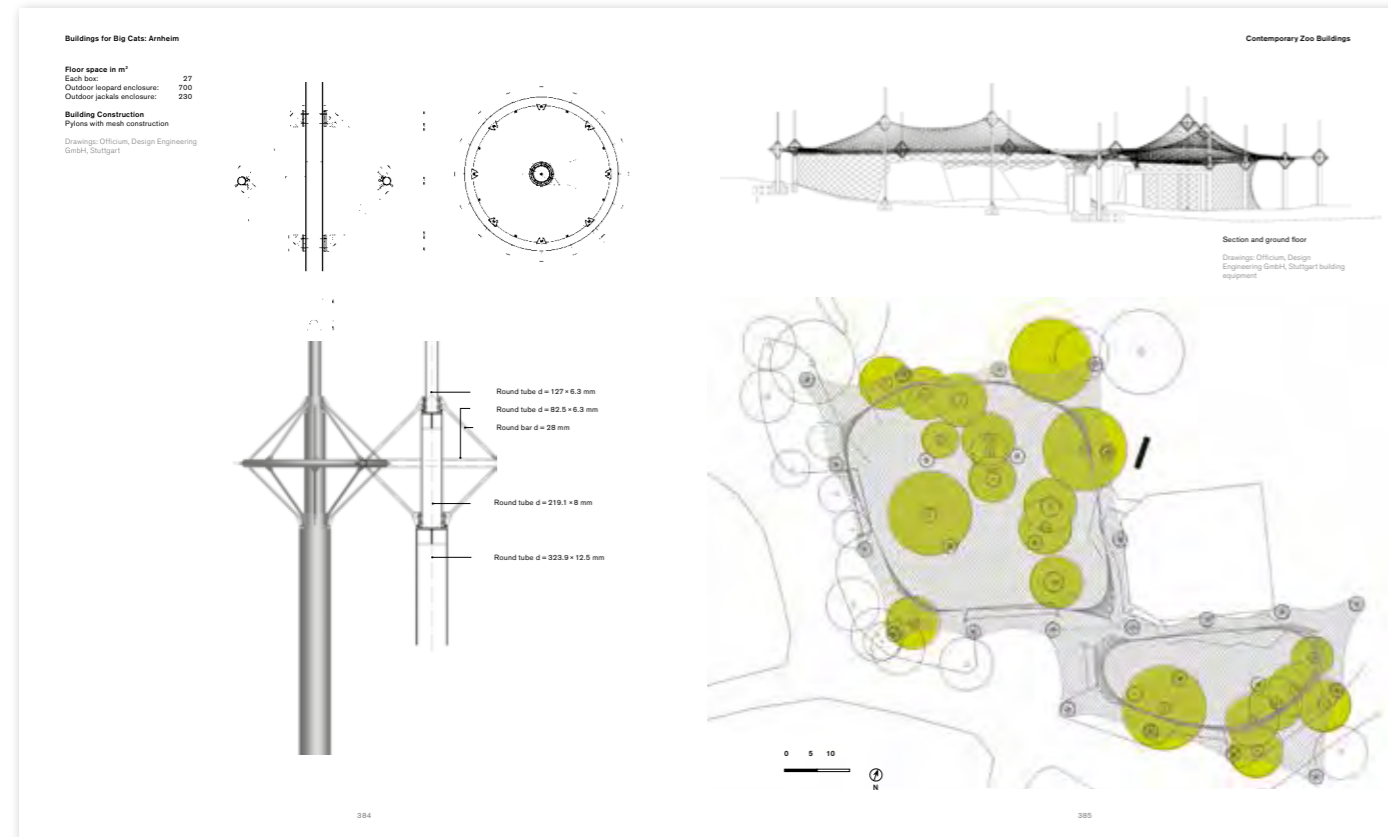 Buildings for Big Cats: Arnheim
Floor space in m²
Each box: 27
Outdoor leopard enclosure: 700
Outdoor jackals enclosure: 230
Building Construction
Pylons with mesh construction
Drawings: Officium, Design Engineering
GmbH, Stuttgart
Round tube d = 127 × 6.3 mm
Round tube d = 82.5 × 6.3 mm
Round bar d = 28 mm
Round tube d = 219.1 × 8 mm
Round tube d = 323.9 × 12.5 mm
384
Contemporary Zoo Buildings
Section and ground floor
Drawings: Officium, Design
Engineering GmbH, Stuttgart building
equipment
0 5 10
N
385